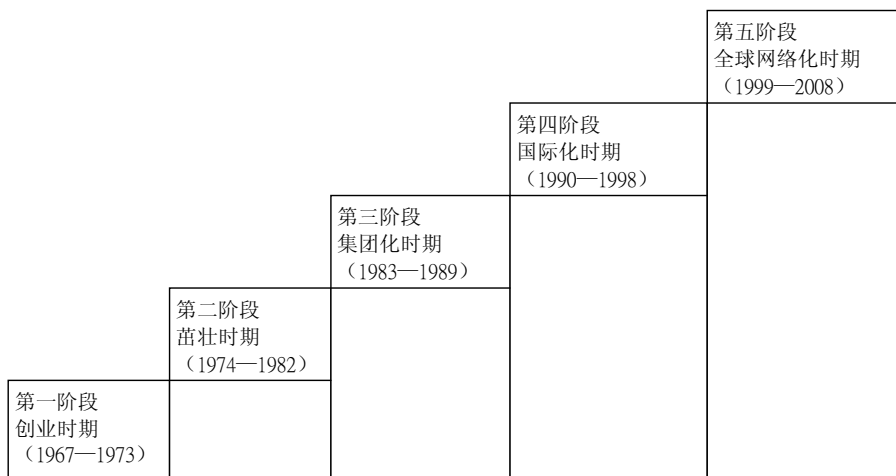 第五阶段
全球网络化时期
（1999—2008）
第四阶段
国际化时期
（1990—1998）
第三阶段
集团化时期
（1983—1989）
第二阶段
茁壮时期
（1974—1982）
第一阶段
创业时期
（1967—1973）